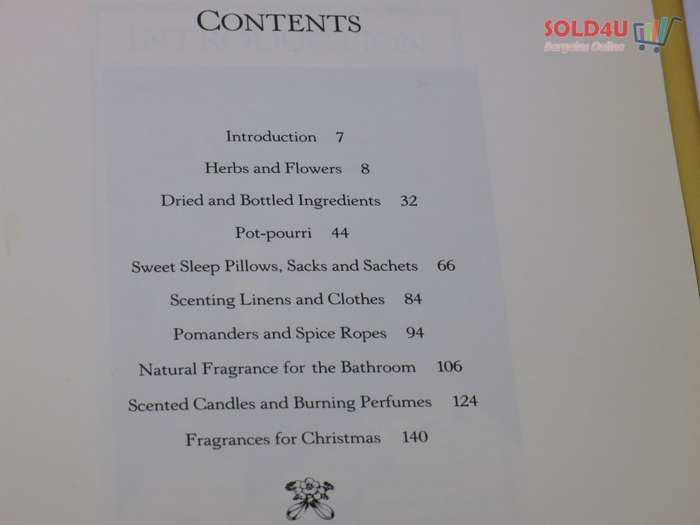 CONTENTS
SOLD4U
Bargains Online
Introduction 7
Herbs and Flowers 8
Dried and Bottled Ingredients 32
Pot-pourri 44
Sweet Sleep Pillows, Sacks and Sachets 66
Scenting Linens and Clothes 84
Pomanders and Spice Ropes 94
Natural Fragrance for the Bathroom 106
Scented Candles and Burning Perfumes 124
Fragrances for Christmas 140